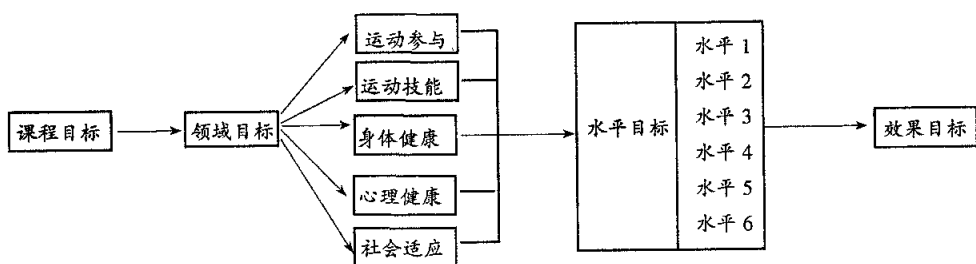 课程目标
领域目标
运动参与
运动技能
身体健康
心理健康
社会适应
水平目标
水平 1
水平 2
水平 3
水平 4
水平 5
水平 6
效果目标